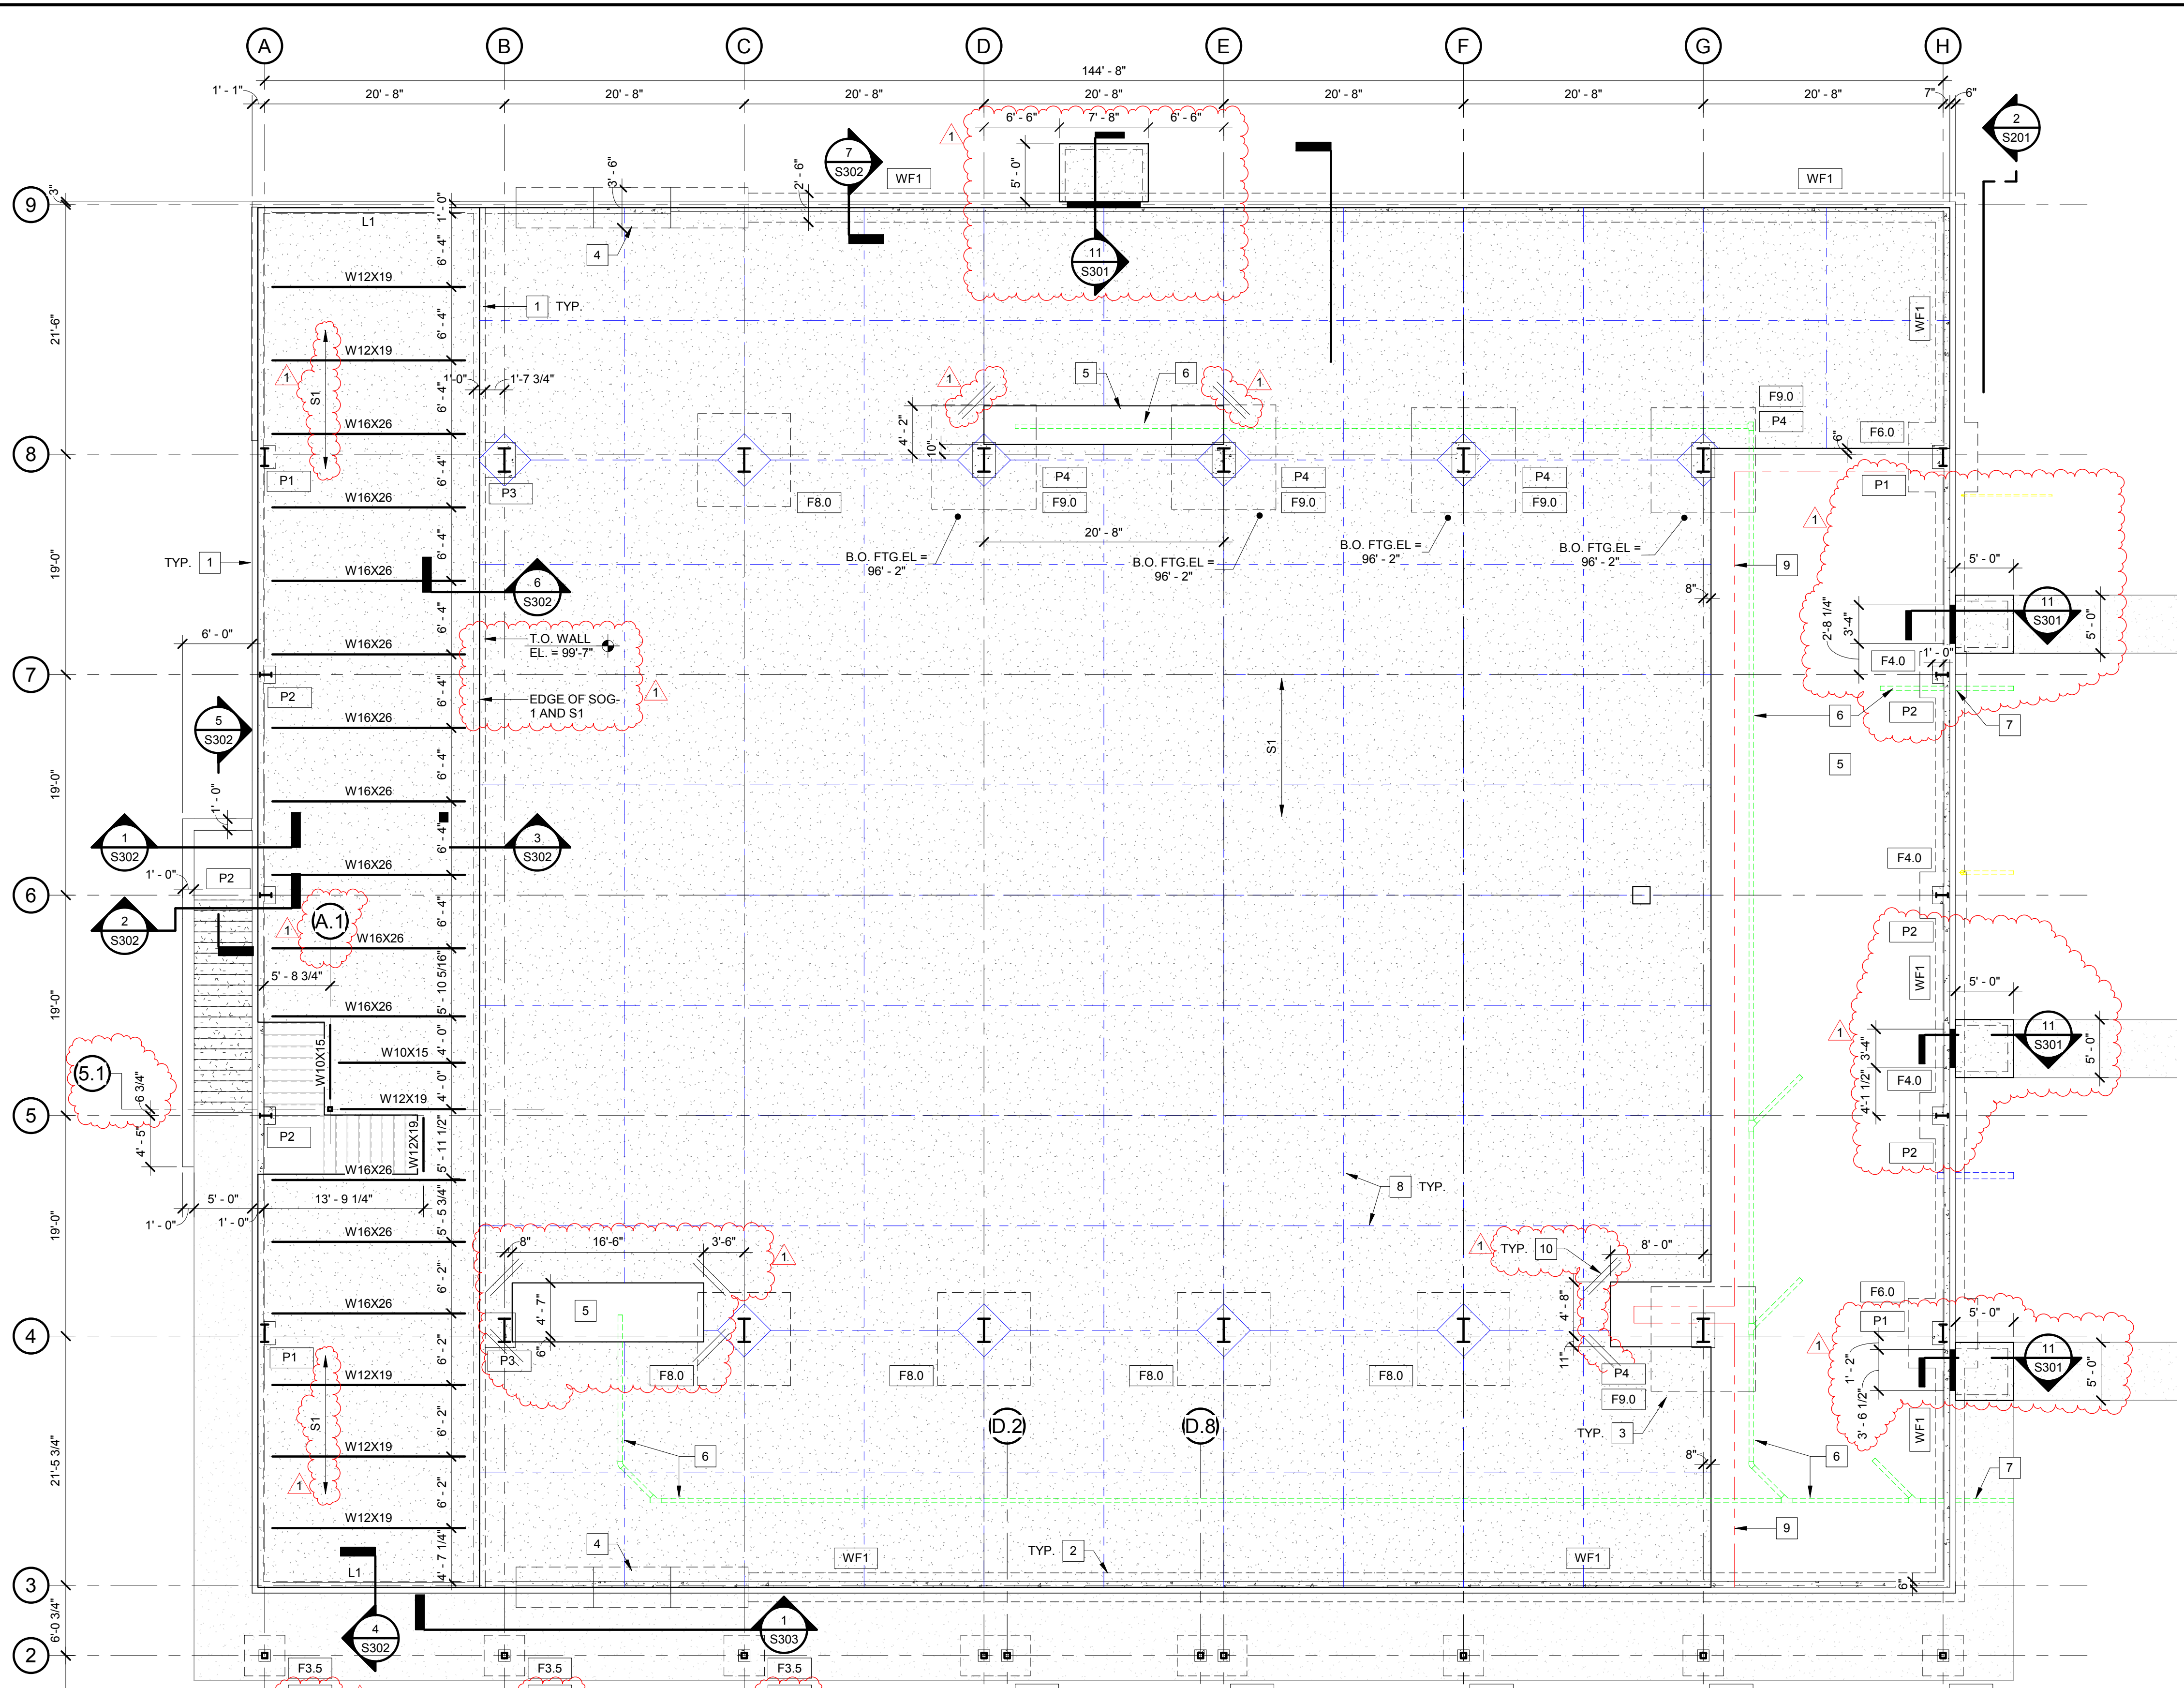 A B C D E F G H
144' - 8"
1' - 1" 20' - 8" 20' - 8" 20' - 8" 20' - 8" 20' - 8" 20' - 8" 20' - 8" 7" 6"
6' - 6" 7' - 8" 6' - 6"
1
2
S201
7
S302
WF1
WF1
3' - 6"
2' - 6"
5' - 0"
3"
9
1' - 0"
L1
4
11
S301
6' - 4"
W12X19
1 TYP.
WF1
21'-6"
6' - 4"
W12X19
1
S1
1'-0" 1'-7 3/4"
1
5
6
1
6' - 4"
F9.0
P4
W16X26
4' - 2"
10"
6"
F6.0
8
P1
P3
6' - 4"
F8.0
P4
F9.0
P4
F9.0
P4
F9.0
P1
W16X26
1
20' - 8"
B.O. FTG.EL =
96' - 2"
B.O. FTG.EL =
96' - 2"
B.O. FTG.EL =
96' - 2"
B.O. FTG.EL =
96' - 2"
19'-0"
TYP. 1
6' - 4"
W16X26
9
5' - 0"
6
S302
8"
11
S301
6' - 4"
2'-8 1/4"
3'-4"
5' - 0"
6' - 0"
T.O. WALL
EL. = 99'-7"
W16X26
1' - 0"
F4.0
7
P2
6' - 4"
EDGE OF SOG-
1 AND S1
1
5
S302
W16X26
P2
6
7
S1
5
6' - 4"
19'-0"
W16X26
1' - 0"
1
S302
3
S302
6' - 4"
F4.0
1' - 0"
P2
W16X26
6
2
S302
A.1
1
6' - 4"
W16X26
P2
WF1
5' - 8 3/4"
5' - 10 5/16"
5' - 0"
19'-0"
W16X26
1
11
S301
4' - 0"
W10X15
W10X15
3'-4"
5' - 0"
5.1
6 3/4"
4' - 0"
W12X19
F4.0
4'-1 1/2"
5
P2
4' - 5"
W12X19
5' - 11 1/2"
P2
W16X26
8 TYP.
5' - 0" 13' - 9 1/4"
1' - 0" 1' - 0"
5' - 5 3/4"
19'-0"
W16X26
8" 16'-6" 3'-6"
1
1
TYP. 10
8' - 0"
6' - 2"
W16X26
4' - 7"
5
4' - 8"
F6.0
5' - 0"
P1
4
P1
P3
6"
11"
6' - 2"
F8.0
F8.0
F8.0
F8.0
P4
F9.0
1
11
S301
1' - 2"
5' - 0"
W12X19
3' - 6 1/2"
WF1
S1
6' - 2"
D.2
D.8
TYP. 3
W12X19
6
8"
6
7
21'-5 3/4"
1
6' - 2"
W12X19
9
4
WF1
TYP. 2
WF1
4' - 7 1/4"
L1
3
6"
6'-0 3/4"
4
S302
1
S303
2
F3.5
F3.5
F3.5